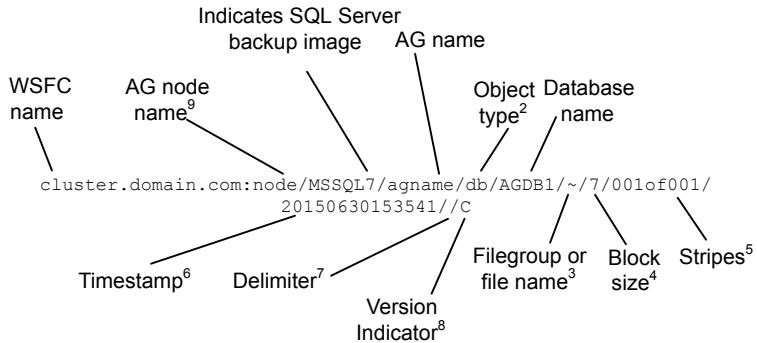 Indicates SQL Server
backup image
AG name
WSFC
name
AG node
name9
Object
type2
Database
name
cluster.domain.com:node/MSSQL7/agname/db/AGDB1/~/7/001of001/
20150630153541//C
Timestamp6
Delimiter7
Version
Indicator8
Filegroup or
file name3
Block
size4
Stripes5